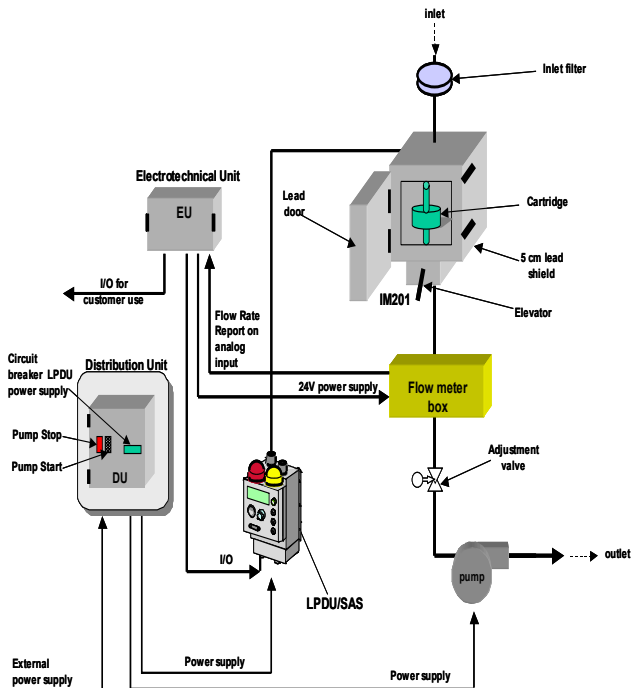 inlet
Inlet filter
Electrotechnical Unit
EU
Lead
door
Cartridge
5 cm lead
shield
IM201
Elevator
I/O for
customer use
Flow Rate
Report on
analog
input
Circuit
breaker LPDU
power supply
Distribution Unit
24V power supply
Flow meter
box
Pump Stop
Pump Start
DU
Adjustment
valve
I/O
LPDU/SAS
pump
outlet
External
power supply
Power supply
Power supply